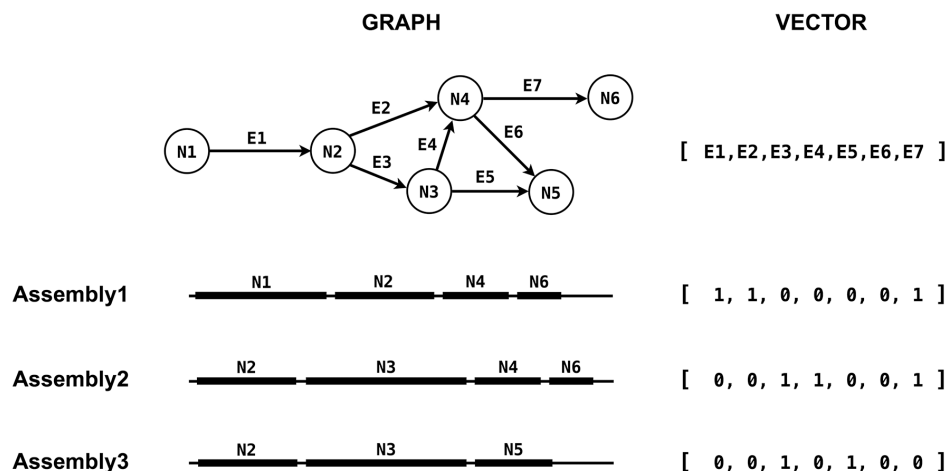 GRAPH VECTOR
E7
N4 N6
E2
E1 E6
N1 N2 E4 [ E1,E2,E3,E4,E5,E6,E7 ]
E3
E5
N3 N5
N1 N2 N4 N6
Assembly1 [ 1, 1, 0, 0, 0, 0, 1 ]
N2 N3 N4 N6
Assembly2 [ 0, 0, 1, 1, 0, 0, 1 ]
N2 N3 N5
Assembly3 [ 0, 0, 1, 0, 1, 0, 0 ]